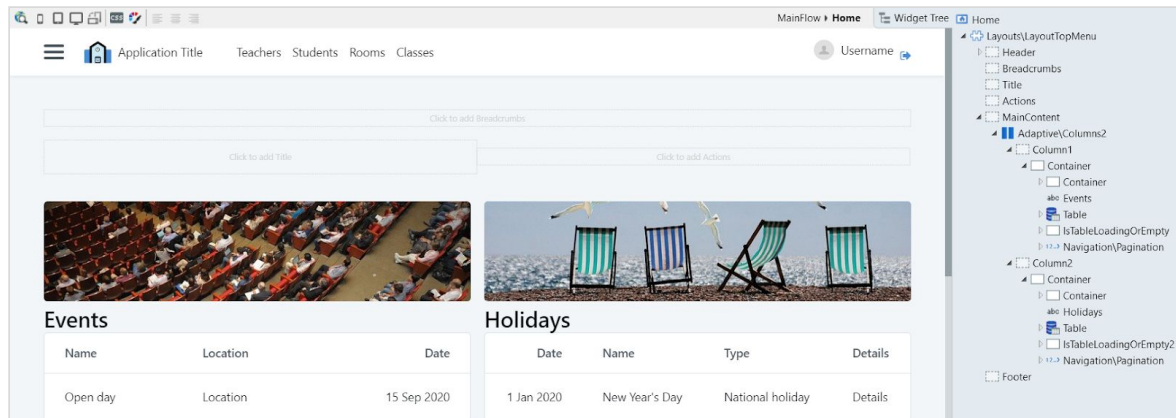 CSS
MainFlow Home
Widget Tree
Home
Application Title Teachers Students Rooms Classes
Username
Click to add Breadcrumbs
Click to add Title
Click to add Actions
Events
Name Location Date
Open day Location 15 Sep 2020
Holidays
Date Name Type Details
1 Jan 2020 New Year's Day National holiday Details
Layouts\LayoutTopMenu
Header
Breadcrumbs
Title
Actions
MainContent
Adaptive\Columns2
Column1
Container
Container
abc Events
Table
IsTableLoadingOrEmpty
Navigation\Pagination
Column2
Container
Container
abc Holidays
Table
IsTableLoadingOrEmpty2
Navigation\Pagination
Footer